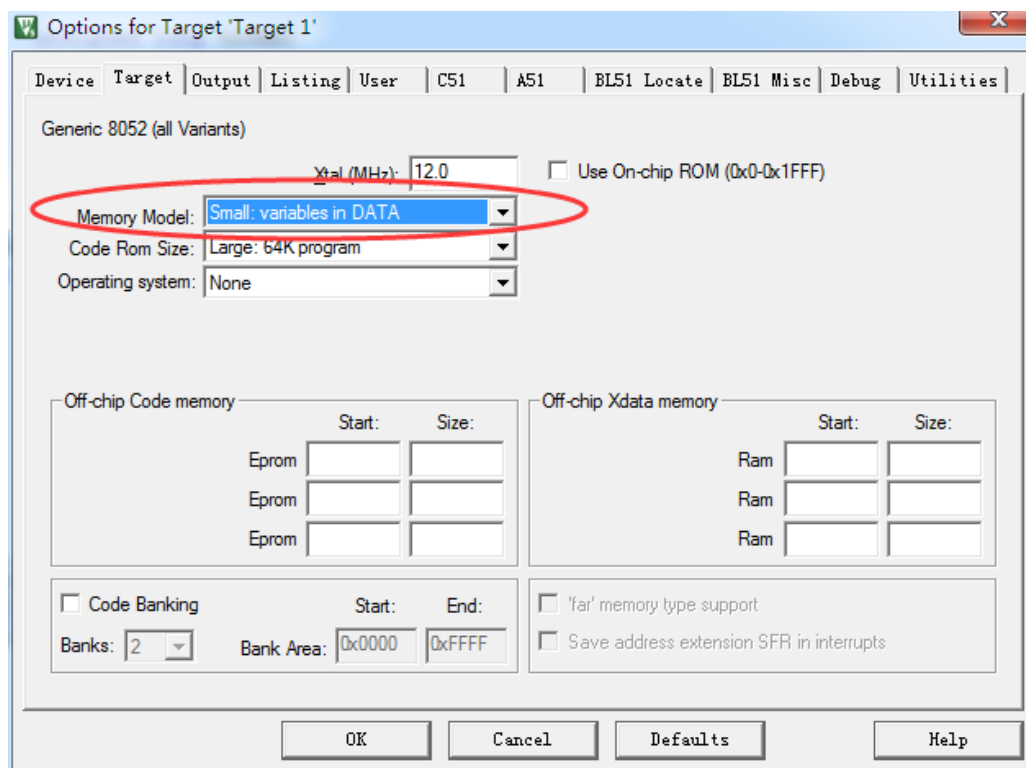 Options for Target 'Target 1'
X
Device Target Output Listing User C51 A51 BL51 Locate BL51 Misc Debug Utilities
Generic 8052 (all Variants)
Xtal (MHz): 12.0 Use On-chip ROM (0x0-0x1FFF)
Memory Model: Small: variables in DATA
Code Rom Size: Large: 64K program
Operating system: None
Off-chip Code memory
Start: Size:
Eprom
Eprom
Eprom
Off-chip Xdata memory
Start: Size:
Ram
Ram
Ram
Code Banking Start: End:
Banks: 2 Bank Area: 0x0000 0xFFFF
'far' memory type support
Save address extension SFR in interrupts
OK Cancel Defaults Help